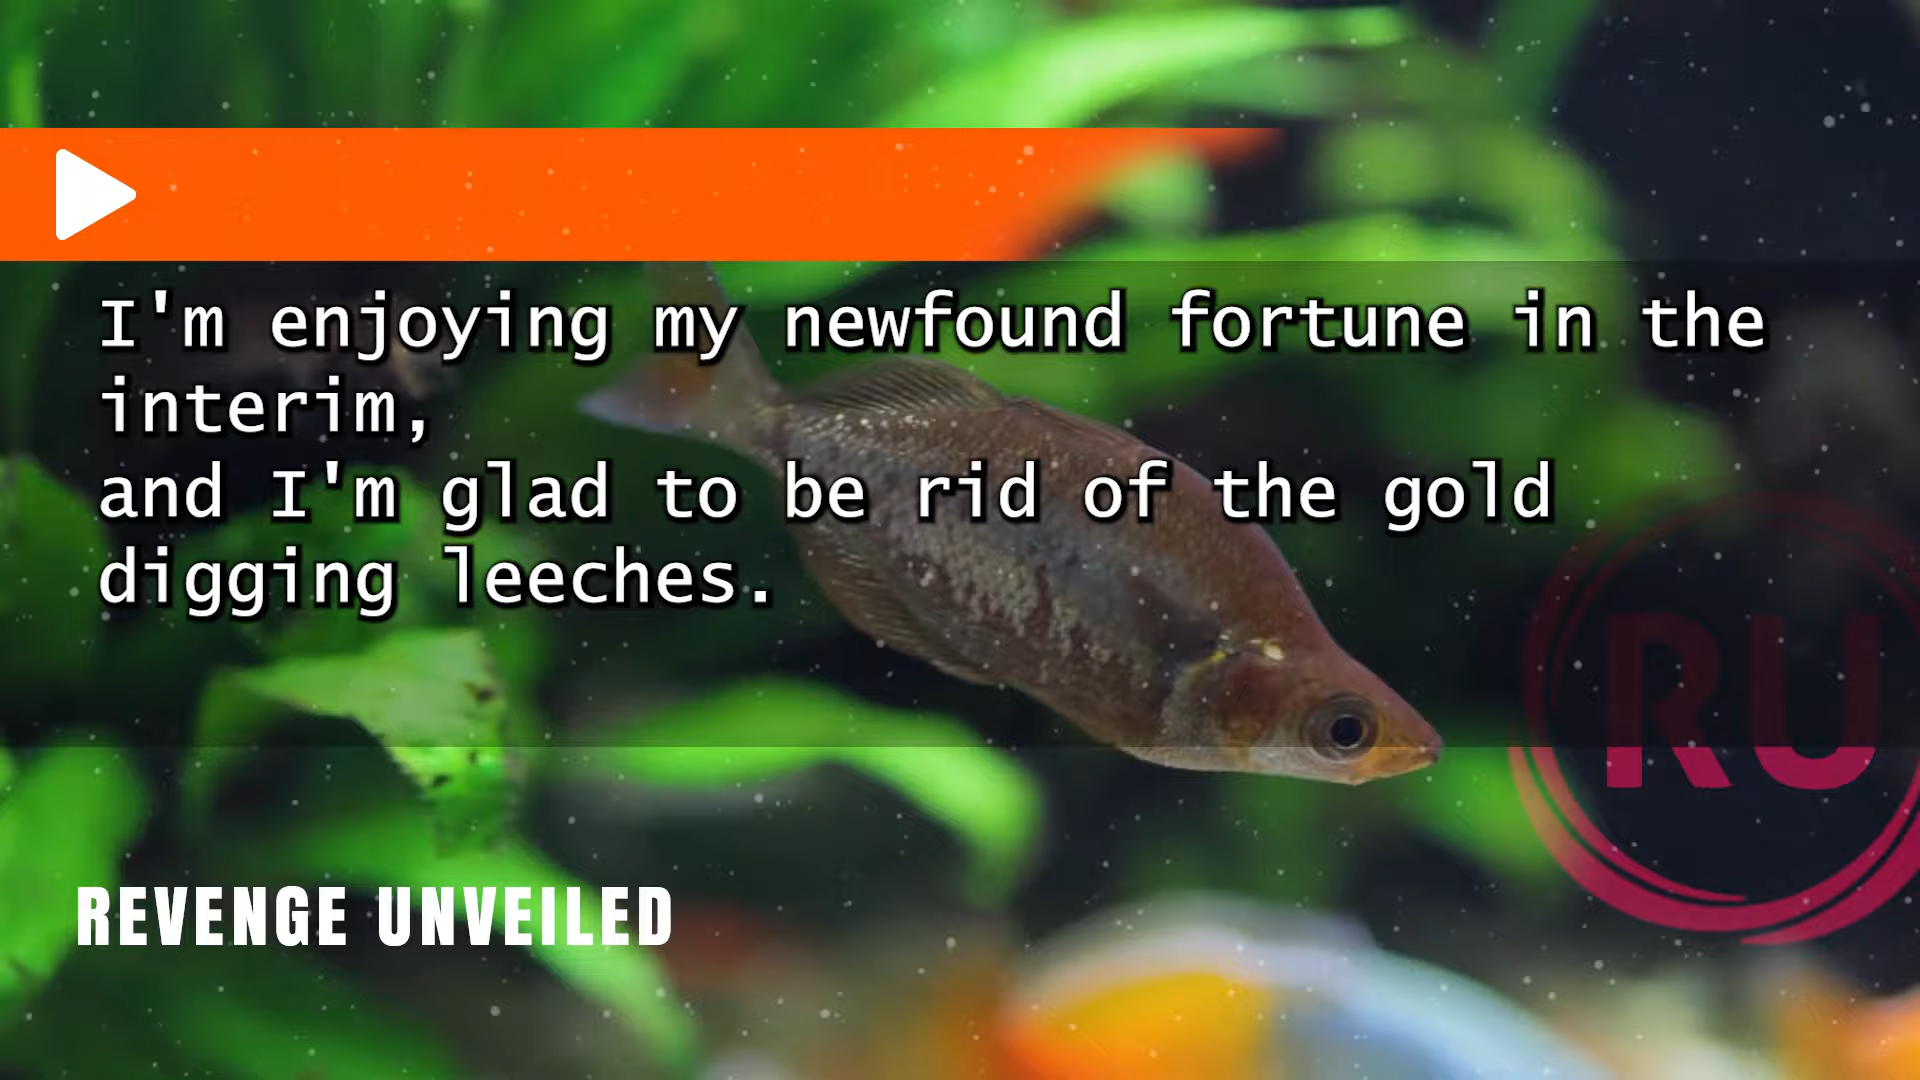 I'm enjoying my newfound fortune in the
interim,
and I'm glad to be rid of the gold
digging leeches.
RU
REVENGE UNVEILED